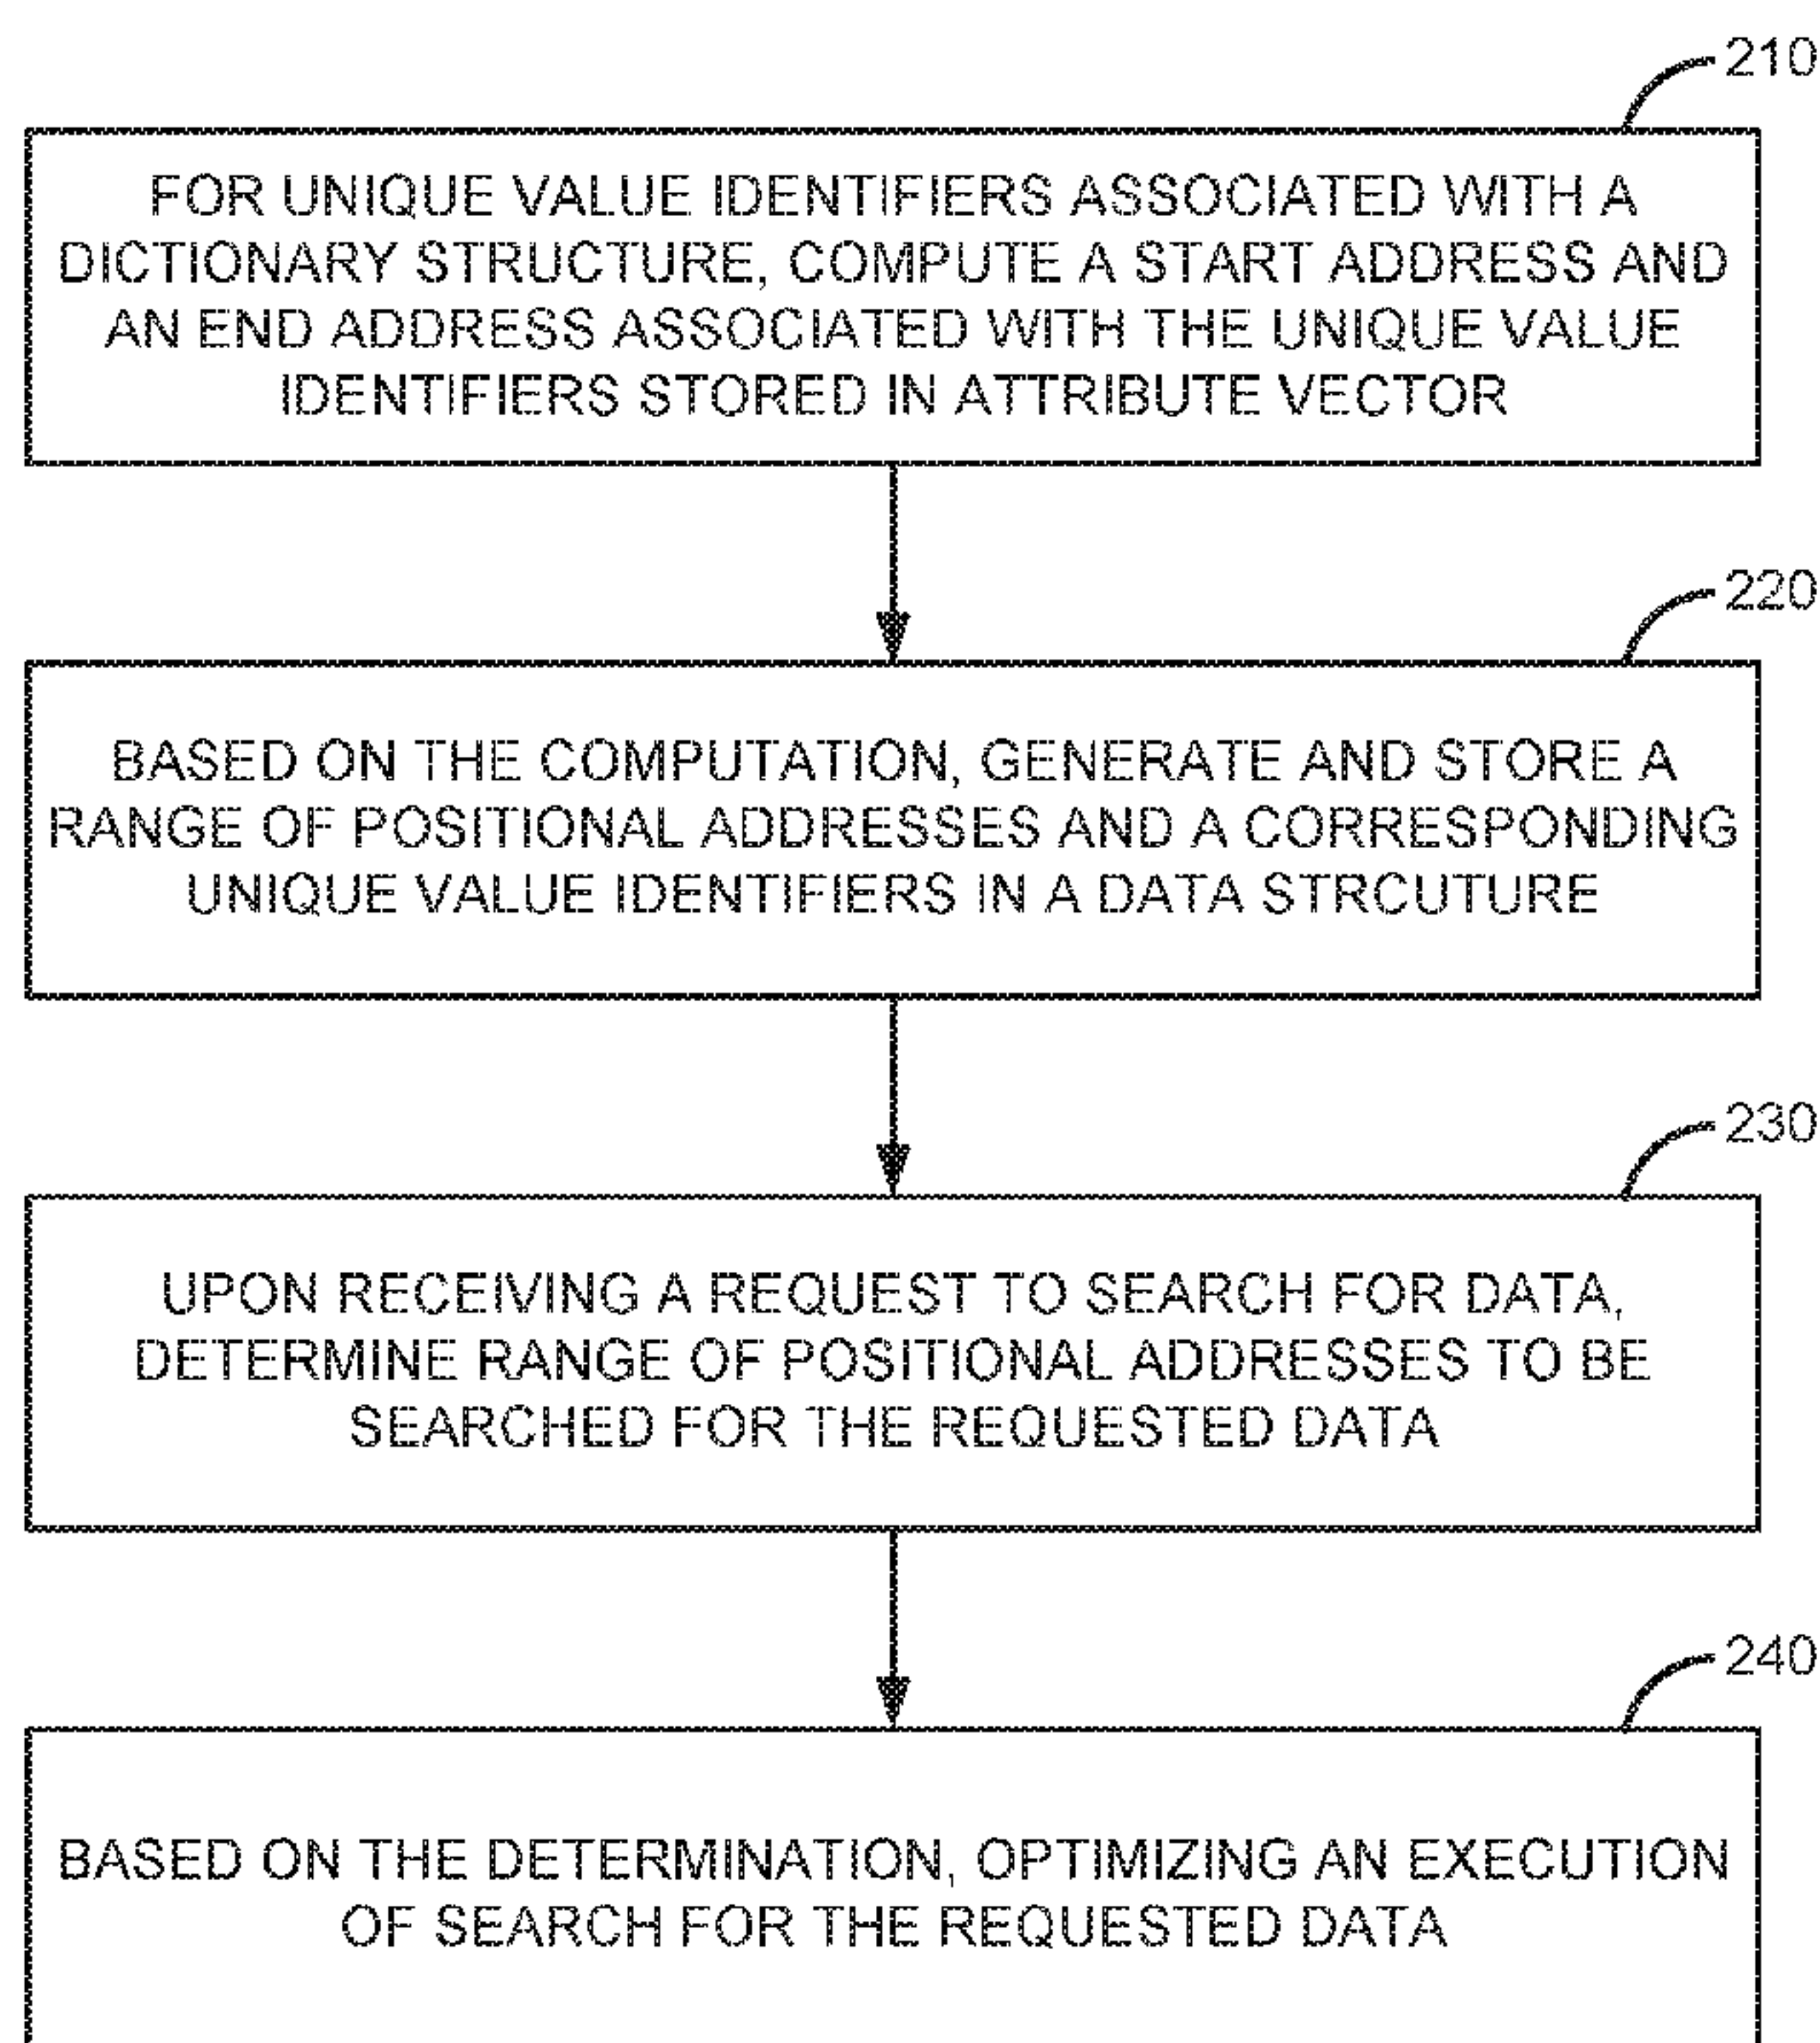 210
FOR UNIQUE VALUE IDENTIFIERS ASSOCIATED WITH A
DICTIONARY STRUCTURE, COMPUTE A START ADDRESS AND
AN END ADDRESS ASSOCIATED WITH THE UNIQUE VALUE
IDENTIFIERS STORED IN ATTRIBUTE VECTOR
220
BASED ON THE COMPUTATION, GENERATE AND STORE A
RANGE OF POSITIONAL ADDRESSES AND A CORRESPONDING
UNIQUE VALUE IDENTIFIERS IN A DATA STRCUTURE
230
UPON RECEIVING A REQUEST TO SEARCH FOR DATA,
DETERMINE RANGE OF POSITIONAL ADDRESSES TO BE
SEARCHED FOR THE REQUESTED DATA
240
BASED ON THE DETERMINATION, OPTIMIZING AN EXECUTION
OF SEARCH FOR THE REQUESTED DATA